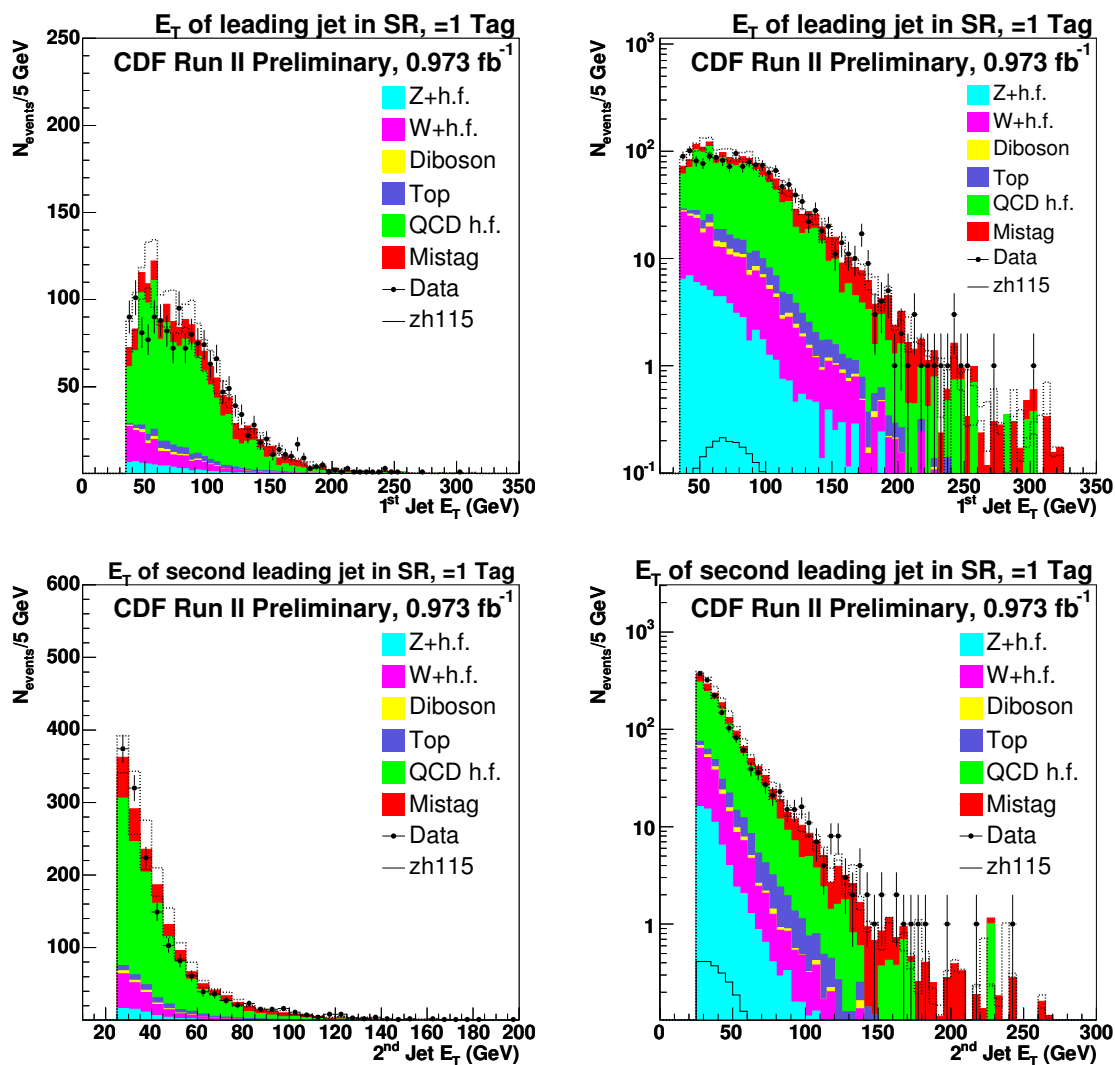 E_T of leading jet in SR, =1 Tag
CDF Run II Preliminary, 0.973 fb^-1
N_events/5 GeV
250
200
150
100
50
Z+h.f.
W+h.f.
Diboson
Top
QCD h.f.
Mistag
Data
zh115
0 50 100 150 200 250 300 350
1^st Jet E_T (GeV)
E_T of leading jet in SR, =1 Tag
CDF Run II Preliminary, 0.973 fb^-1
N_events/5 GeV
10^3
10^2
10
1
10^-1
Z+h.f.
W+h.f.
Diboson
Top
QCD h.f.
Mistag
Data
zh115
50 100 150 200 250 300 350
1^st Jet E_T (GeV)
E_T of second leading jet in SR, =1 Tag
CDF Run II Preliminary, 0.973 fb^-1
N_events/5 GeV
600
500
400
300
200
100
Z+h.f.
W+h.f.
Diboson
Top
QCD h.f.
Mistag
Data
zh115
20 40 60 80 100 120 140 160 180 200
2^nd Jet E_T (GeV)
E_T of second leading jet in SR, =1 Tag
CDF Run II Preliminary, 0.973 fb^-1
N_events/5 GeV
10^3
10^2
10
1
Z+h.f.
W+h.f.
Diboson
Top
QCD h.f.
Mistag
Data
zh115
0 50 100 150 200 250 300
2^nd Jet E_T (GeV)